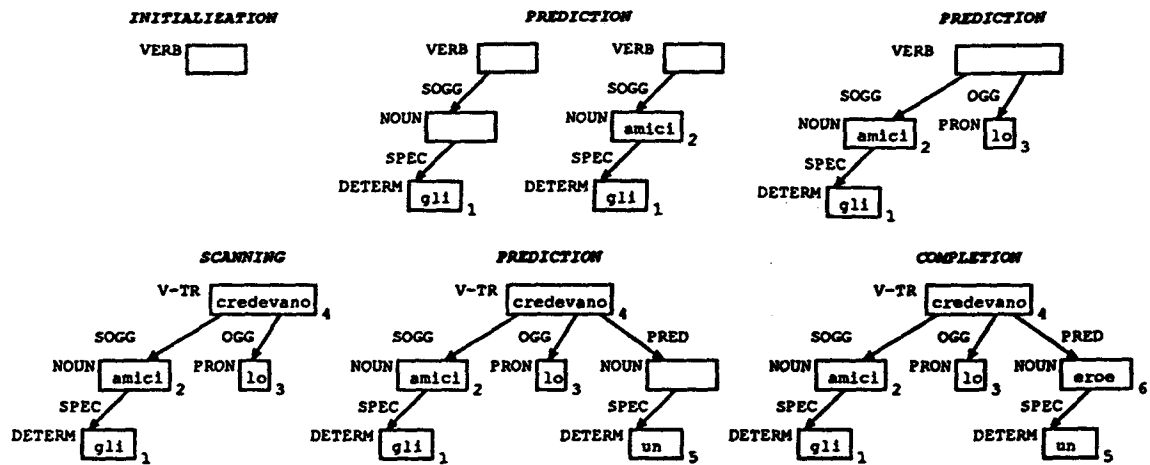 INITIALIZATION
VERB
PREDICTION
VERB
SOGG
NOUN
SPEC
DETERM gli 1
VERB
SOGG
NOUN amici 2
SPEC
DETERM gli 1
PREDICTION
VERB
SOGG OGG
NOUN amici 2 PRON lo 3
SPEC
DETERM gli 1
SCANNING
V-TR credevano 4
SOGG OGG
NOUN amici 2 PRON lo 3
SPEC
DETERM gli 1
PREDICTION
V-TR credevano 4
SOGG OGG PRED
NOUN amici 2 PRON lo 3 NOUN
SPEC SPEC
DETERM gli 1 DETERM un 5
COMPLETION
V-TR credevano 4
SOGG OGG PRED
NOUN amici 2 PRON lo 3 NOUN eroe 6
SPEC SPEC
DETERM gli 1 DETERM un 5